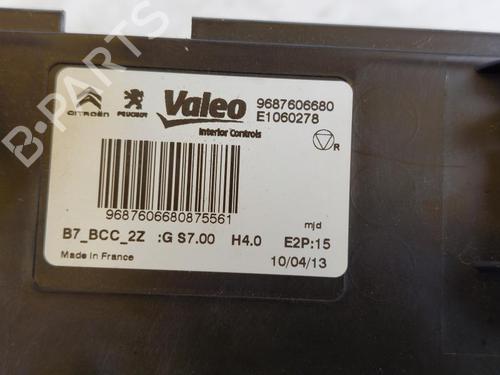 CITROËN PEUGEOT Valeo 9687606680
E1060278
Interior Controls
R
9687606680875561
mjd
B7_BCC_2Z :G S7.00 H4.0 E2P:15
Made in France 10/04/13